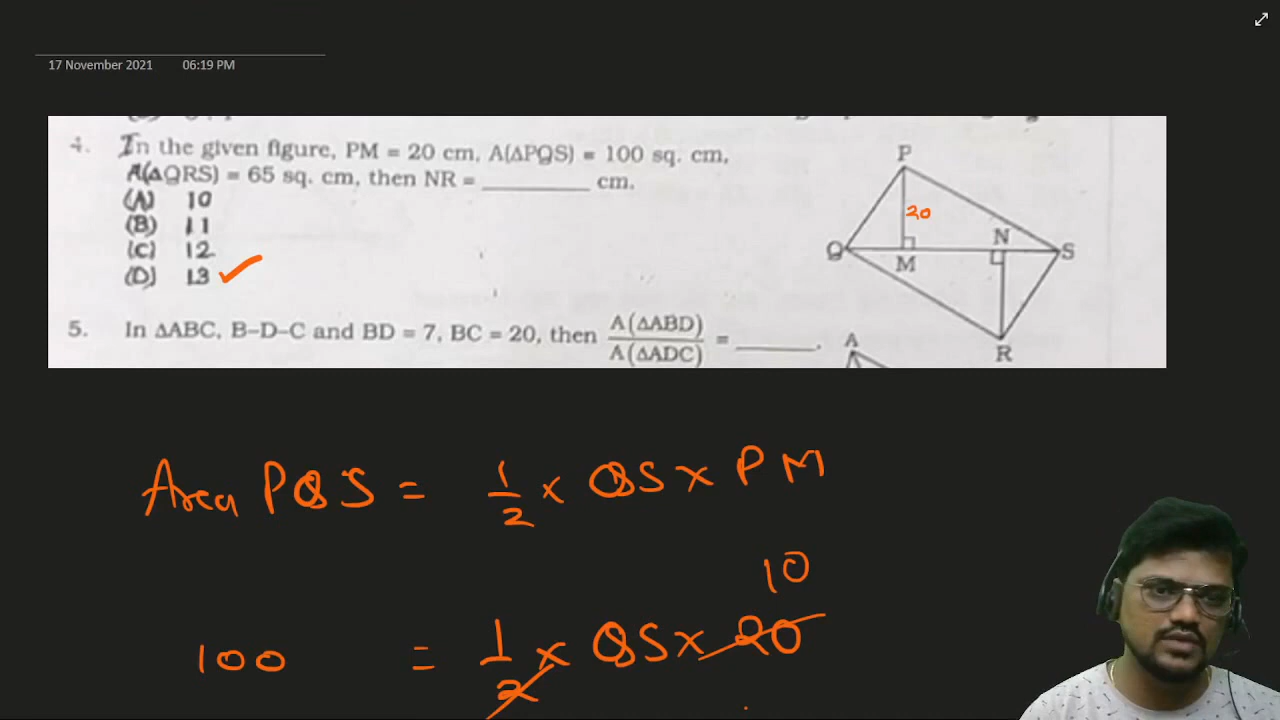 17 November 2021 06:19 PM
4. In the given figure, PM = 20 cm, A(ΔPQS) = 100 sq. cm,
A(ΔQRS) = 65 sq. cm, then NR = ________ cm.
(A) 10
(B) 11
(C) 12
(D) 13
P
20
Q
M
N
S
R
5. In ΔABC, B–D–C and BD = 7, BC = 20, then A(ΔABD) / A(ΔADC) = ______.
A
Area PQS = 1/2 × QS × PM
10
100 = 1/2 × QS × 20